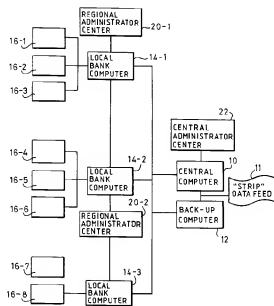 REGIONAL
ADMINISTRATOR
CENTER
20-1
16-1
16-2
16-3
LOCAL
BANK
COMPUTER
14-1
22
CENTRAL
ADMINISTRATOR
CENTER
16-4
16-5
16-6
LOCAL
BANK
COMPUTER
14-2
10
CENTRAL
COMPUTER
11
"STRIP"
DATA FEED
20-2
REGIONAL
ADMINISTRATOR
CENTER
BACK-UP
COMPUTER
12
16-7
16-8
14-3
LOCAL
BANK
COMPUTER